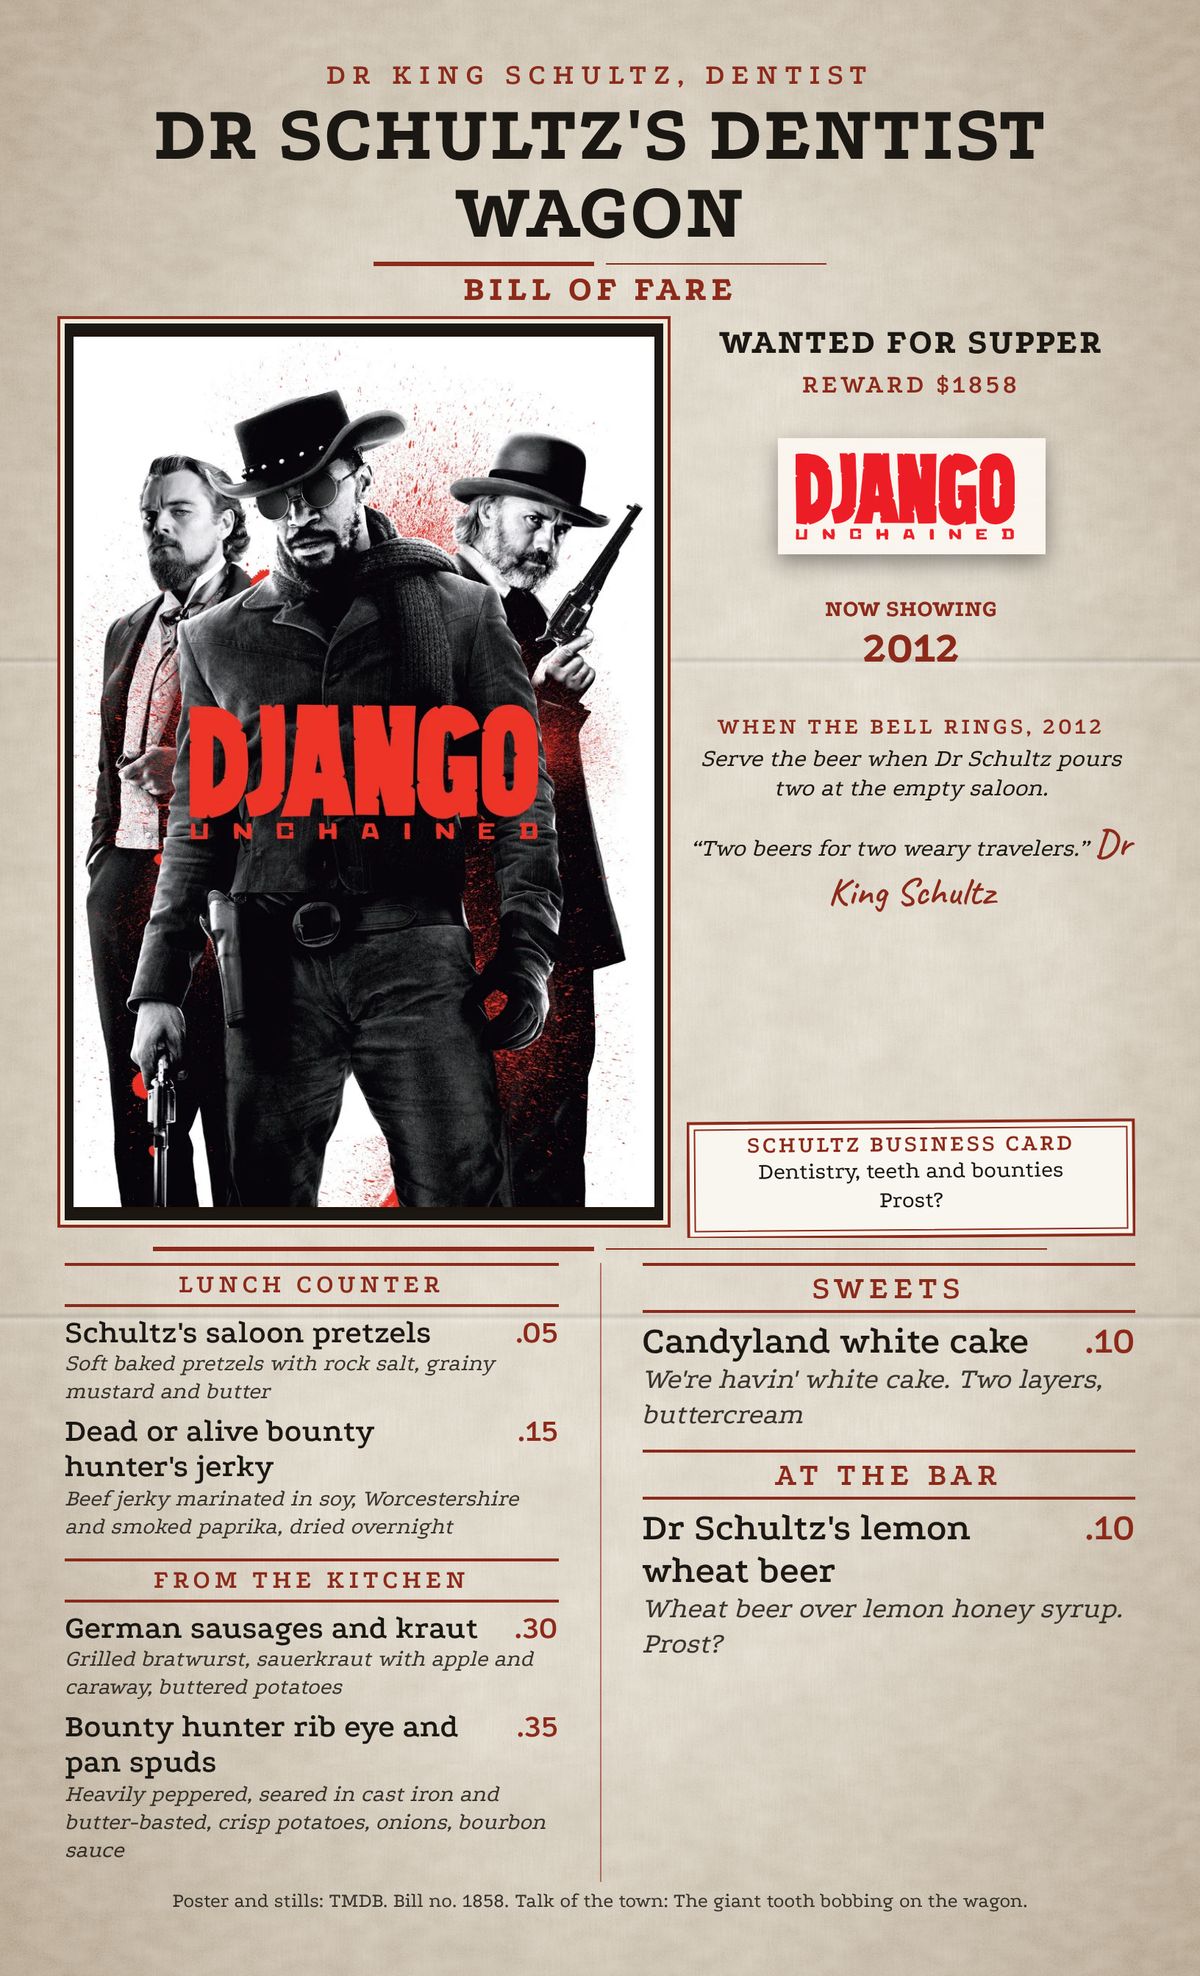 DR KING SCHULTZ, DENTIST
DR SCHULTZ'S DENTIST
WAGON
BILL OF FARE
DJANGO
UNCHAINED
WANTED FOR SUPPER
REWARD $1858
DJANGO
UNCHAINED
NOW SHOWING
2012
WHEN THE BELL RINGS, 2012
Serve the beer when Dr Schultz pours
two at the empty saloon.
“Two beers for two weary travelers.” Dr
King Schultz
SCHULTZ BUSINESS CARD
Dentistry, teeth and bounties
Prost?
LUNCH COUNTER
Schultz's saloon pretzels .05
Soft baked pretzels with rock salt, grainy
mustard and butter
Dead or alive bounty .15
hunter's jerky
Beef jerky marinated in soy, Worcestershire
and smoked paprika, dried overnight
FROM THE KITCHEN
German sausages and kraut .30
Grilled bratwurst, sauerkraut with apple and
caraway, buttered potatoes
Bounty hunter rib eye and .35
pan spuds
Heavily peppered, seared in cast iron and
butter-basted, crisp potatoes, onions, bourbon
sauce
SWEETS
Candyland white cake .10
We're havin' white cake. Two layers,
buttercream
AT THE BAR
Dr Schultz's lemon .10
wheat beer
Wheat beer over lemon honey syrup.
Prost?
Poster and stills: TMDB. Bill no. 1858. Talk of the town: The giant tooth bobbing on the wagon.